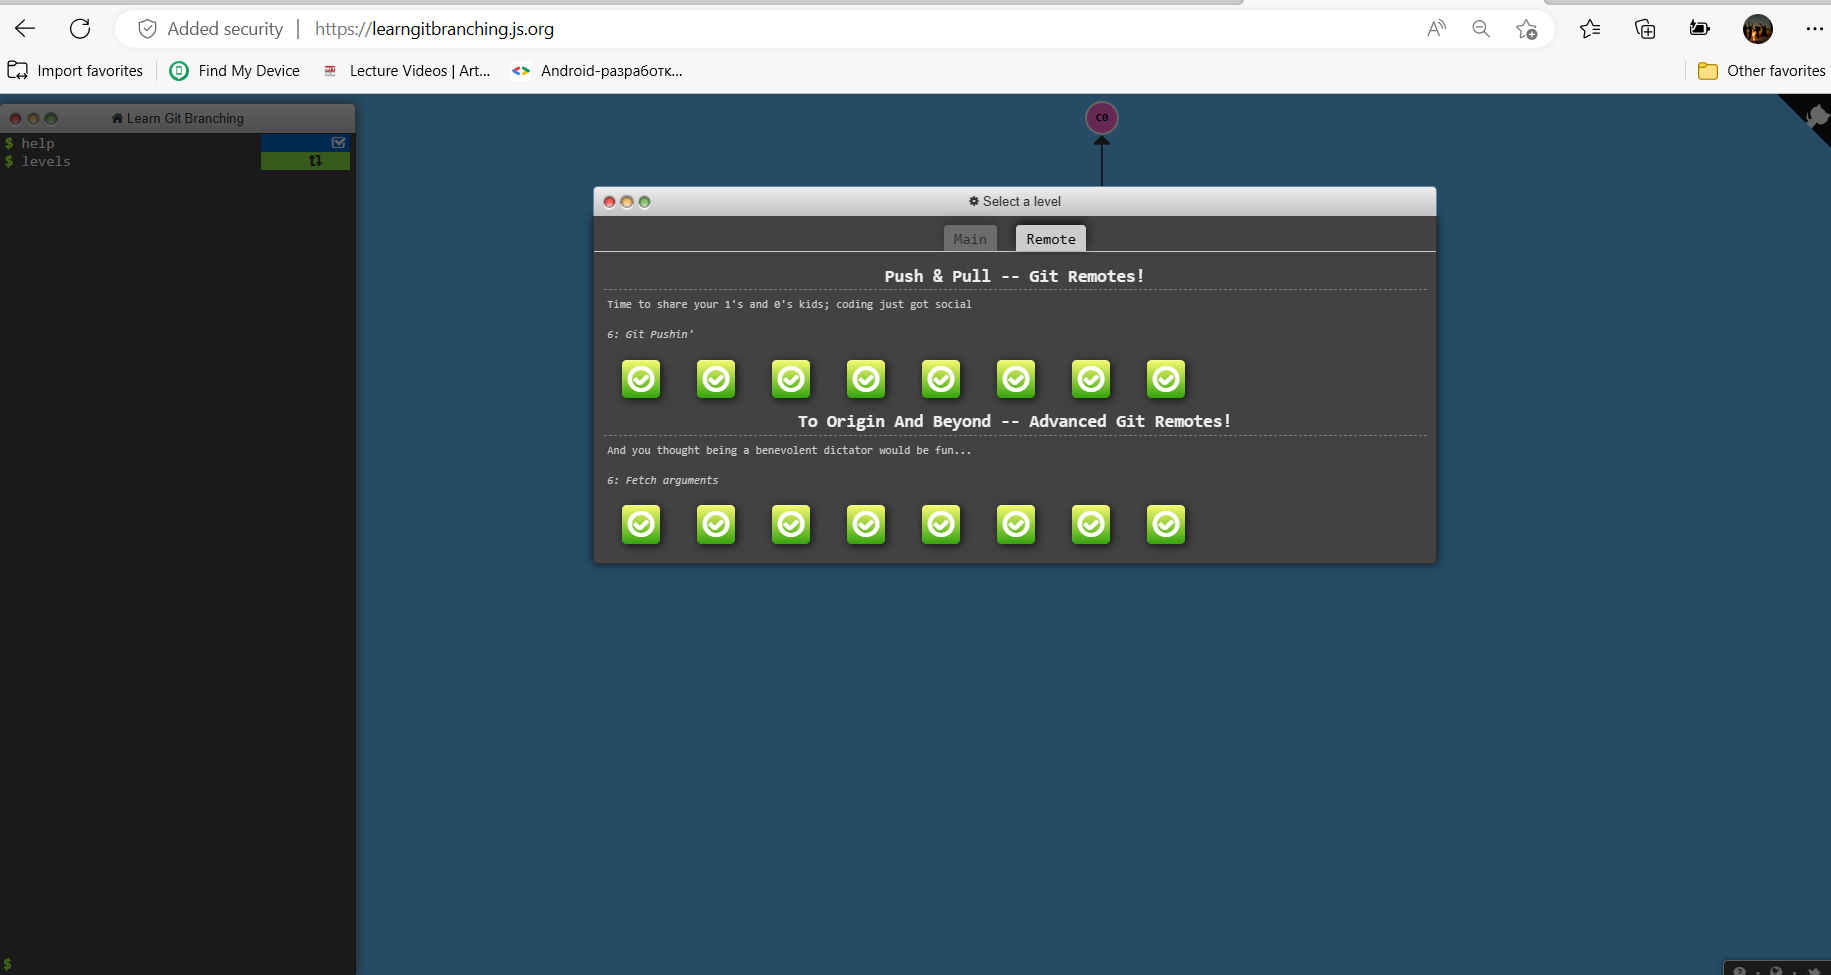 Added security | https://learngitbranching.js.org
Import favorites
Find My Device
Lecture Videos | Art...
Android-разработк...
Other favorites
Learn Git Branching
$ help
$ levels
C0
Select a level
Main
Remote
Push & Pull -- Git Remotes!
Time to share your 1's and 0's kids; coding just got social
6: Git Pushin'
To Origin And Beyond -- Advanced Git Remotes!
And you thought being a benevolent dictator would be fun...
6: Fetch arguments
$